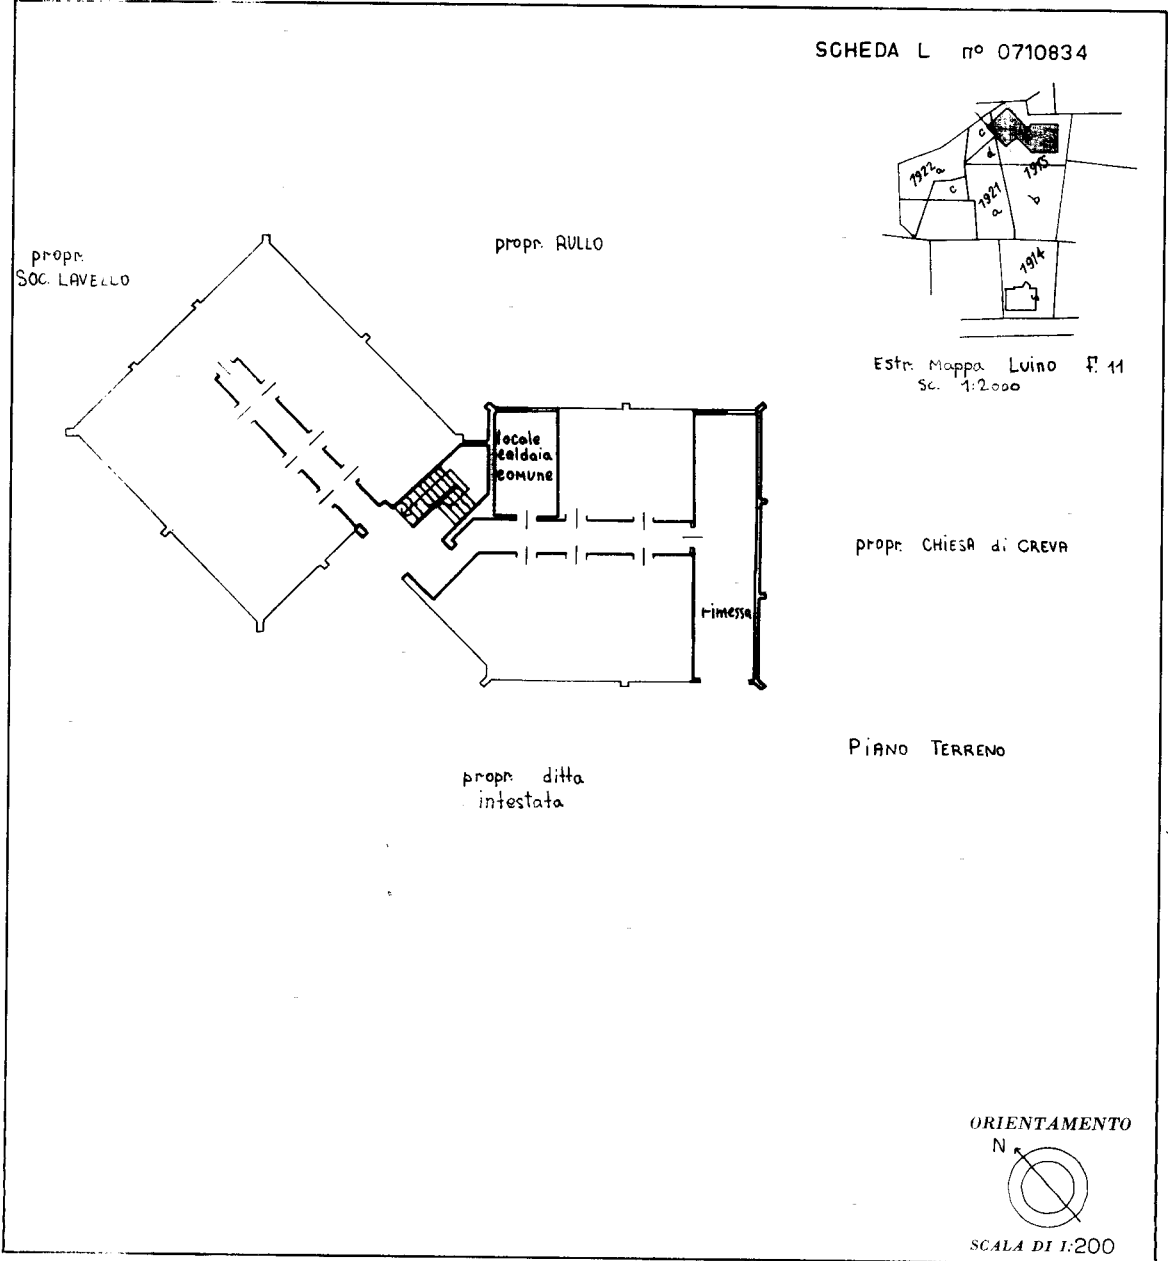 SCHEDA L nº 0710834
c
d
1922
a
1915
c
1921
a
b
1914
propr. RULLO
propr.
SOC. LAVELLO
Estr. Mappa Luino F. 11
Sc. 1:2000
locale
caldaia
comune
propr. CHIESA di CREVA
rimessa
PIANO TERRENO
propr. ditta
intestata
ORIENTAMENTO
N
SCALA DI 1:200